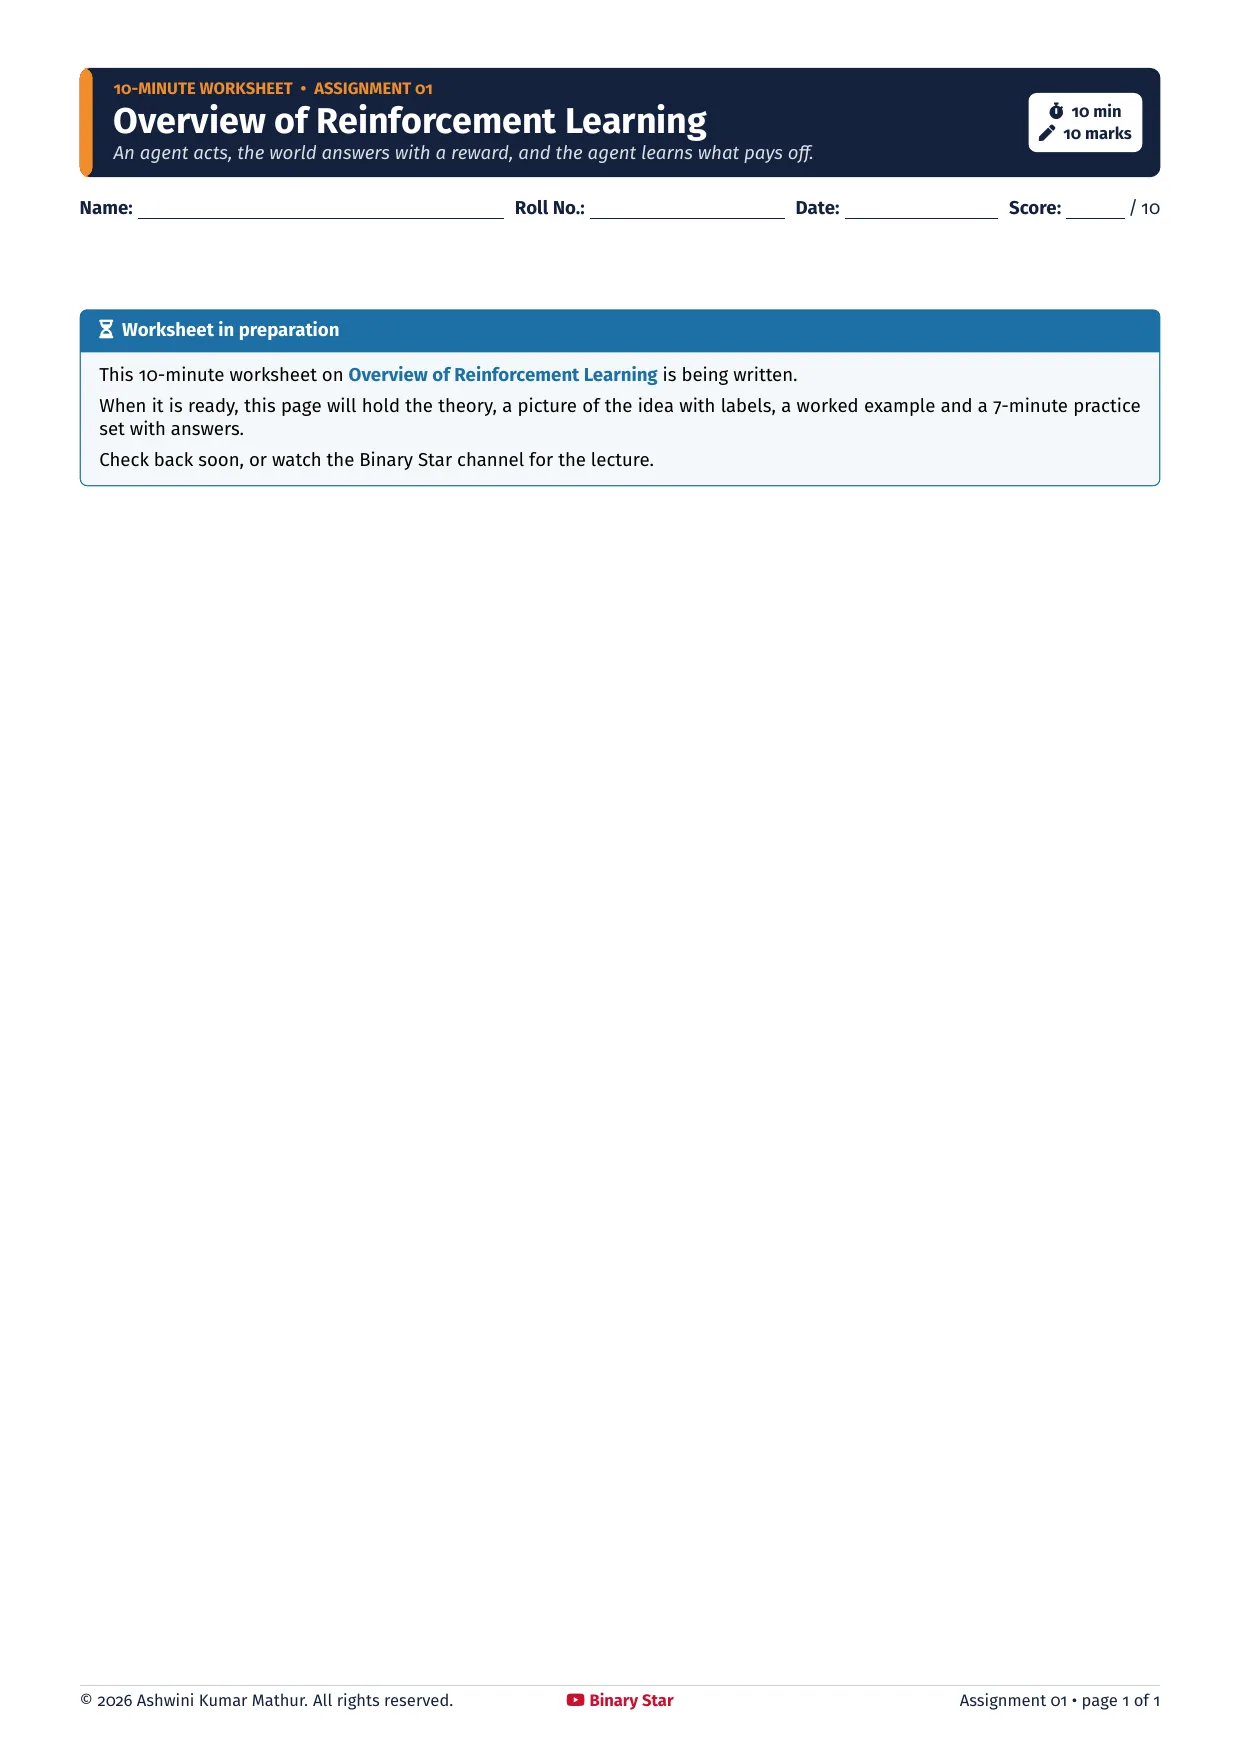 10-MINUTE WORKSHEET • ASSIGNMENT 01
Overview of Reinforcement Learning
An agent acts, the world answers with a reward, and the agent learns what pays off.
10 min
10 marks
Name: Roll No.: Date: Score: / 10
Worksheet in preparation
This 10-minute worksheet on Overview of Reinforcement Learning is being written.
When it is ready, this page will hold the theory, a picture of the idea with labels, a worked example and a 7-minute practice
set with answers.
Check back soon, or watch the Binary Star channel for the lecture.
© 2026 Ashwini Kumar Mathur. All rights reserved. Binary Star Assignment 01 • page 1 of 1